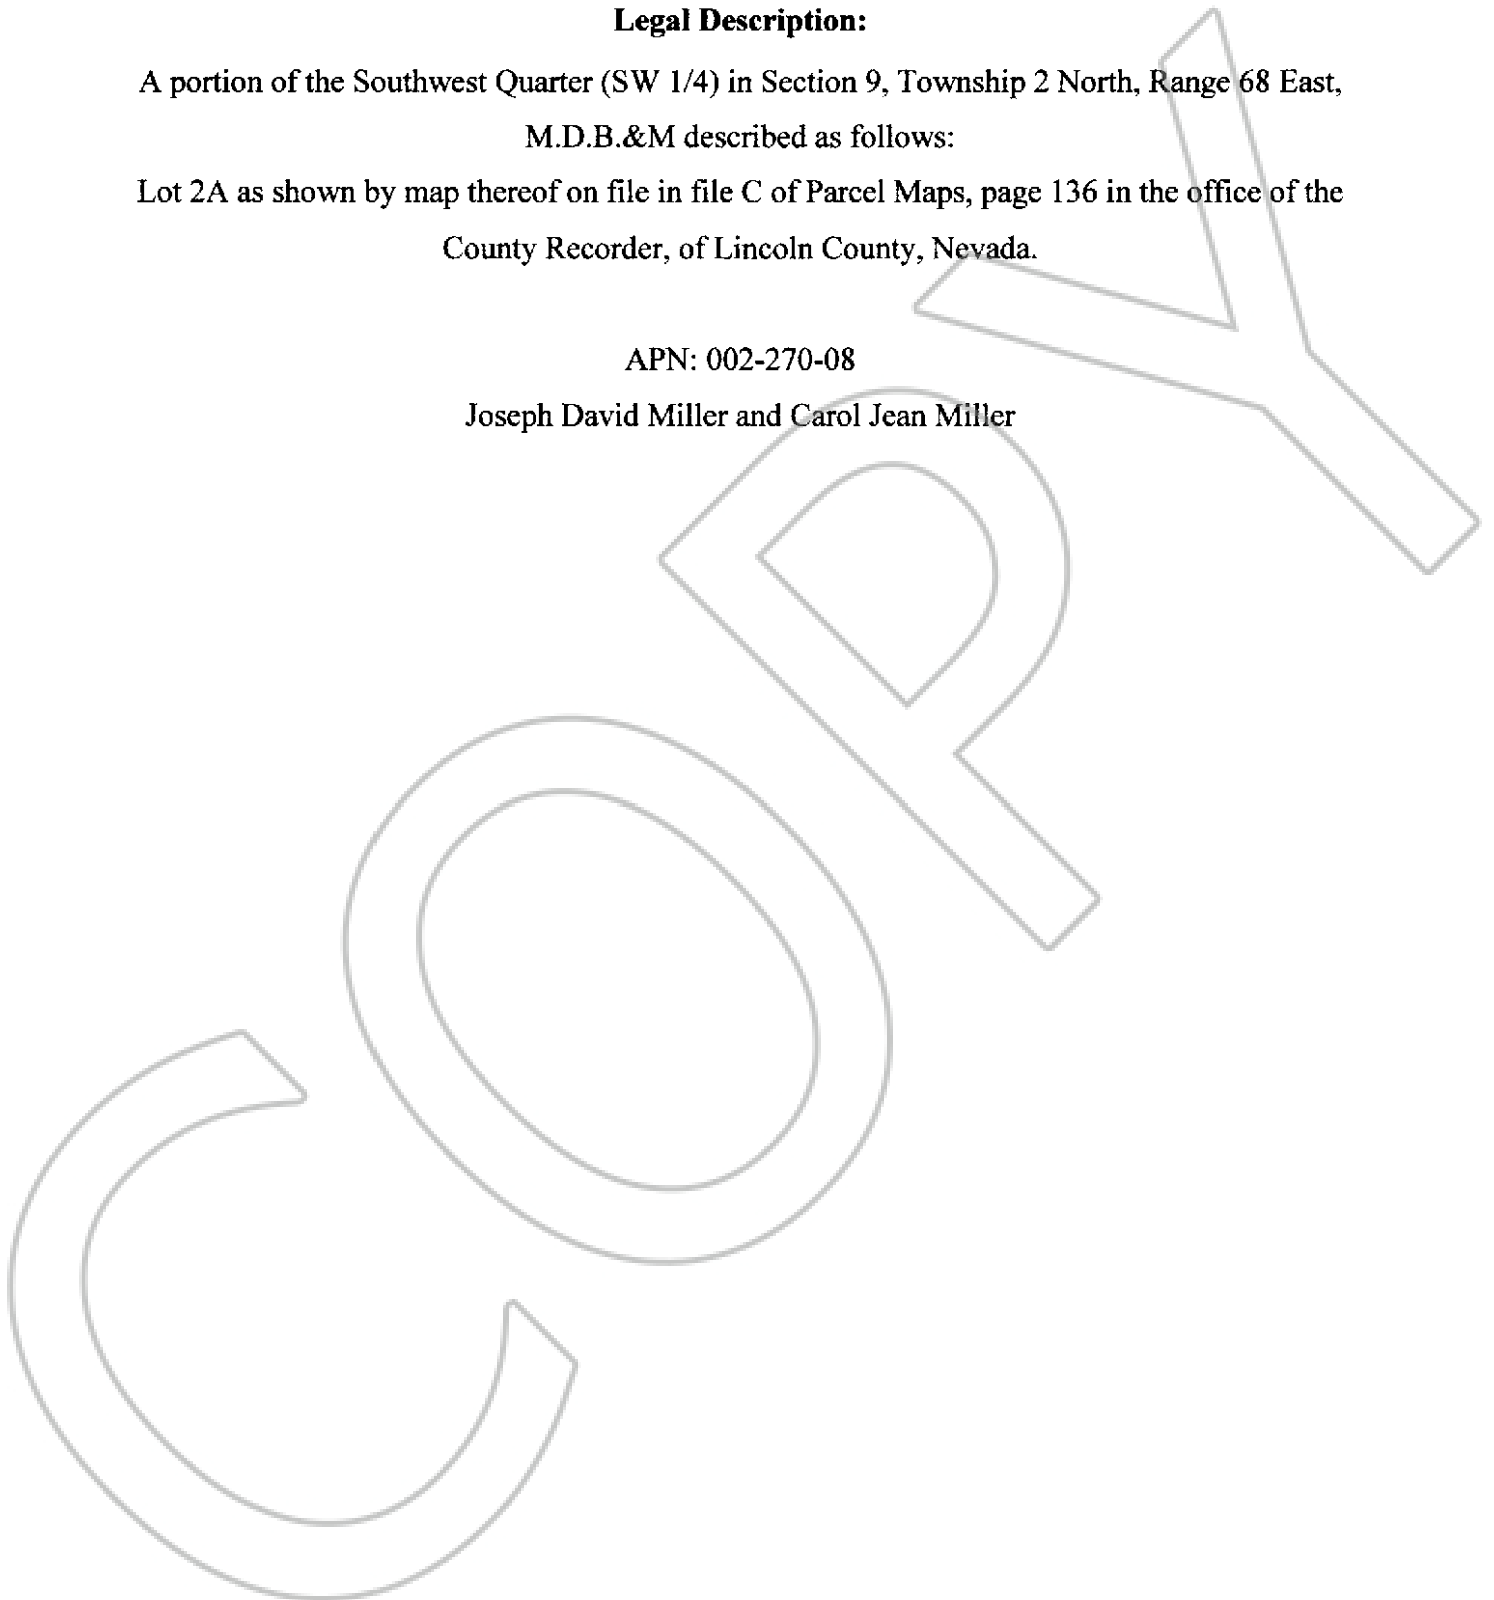 Legal Description:
A portion of the Southwest Quarter (SW 1/4) in Section 9, Township 2 North, Range 68 East,
M.D.B.&M described as follows:
Lot 2A as shown by map thereof on file in file C of Parcel Maps, page 136 in the office of the
County Recorder, of Lincoln County, Nevada.
APN: 002-270-08
Joseph David Miller and Carol Jean Miller
COPY